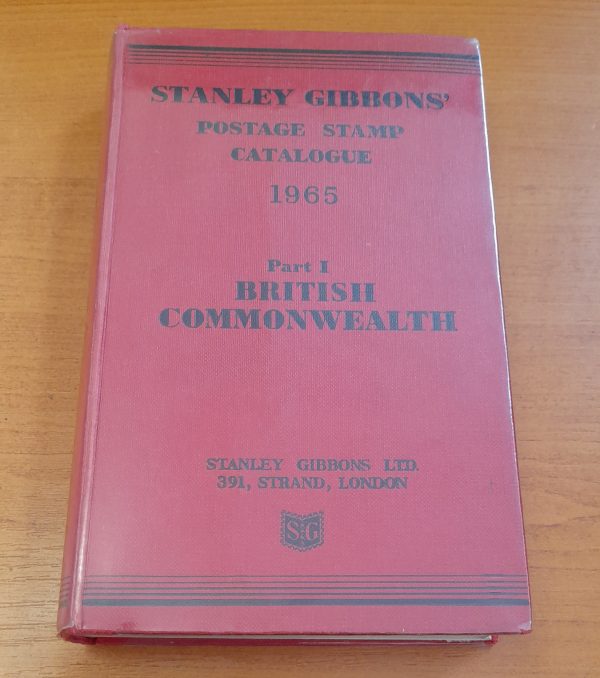 STANLEY GIBBONS'
POSTAGE STAMP
CATALOGUE
1965
Part I
BRITISH
COMMONWEALTH
STANLEY GIBBONS LTD.
391, STRAND, LONDON
SG